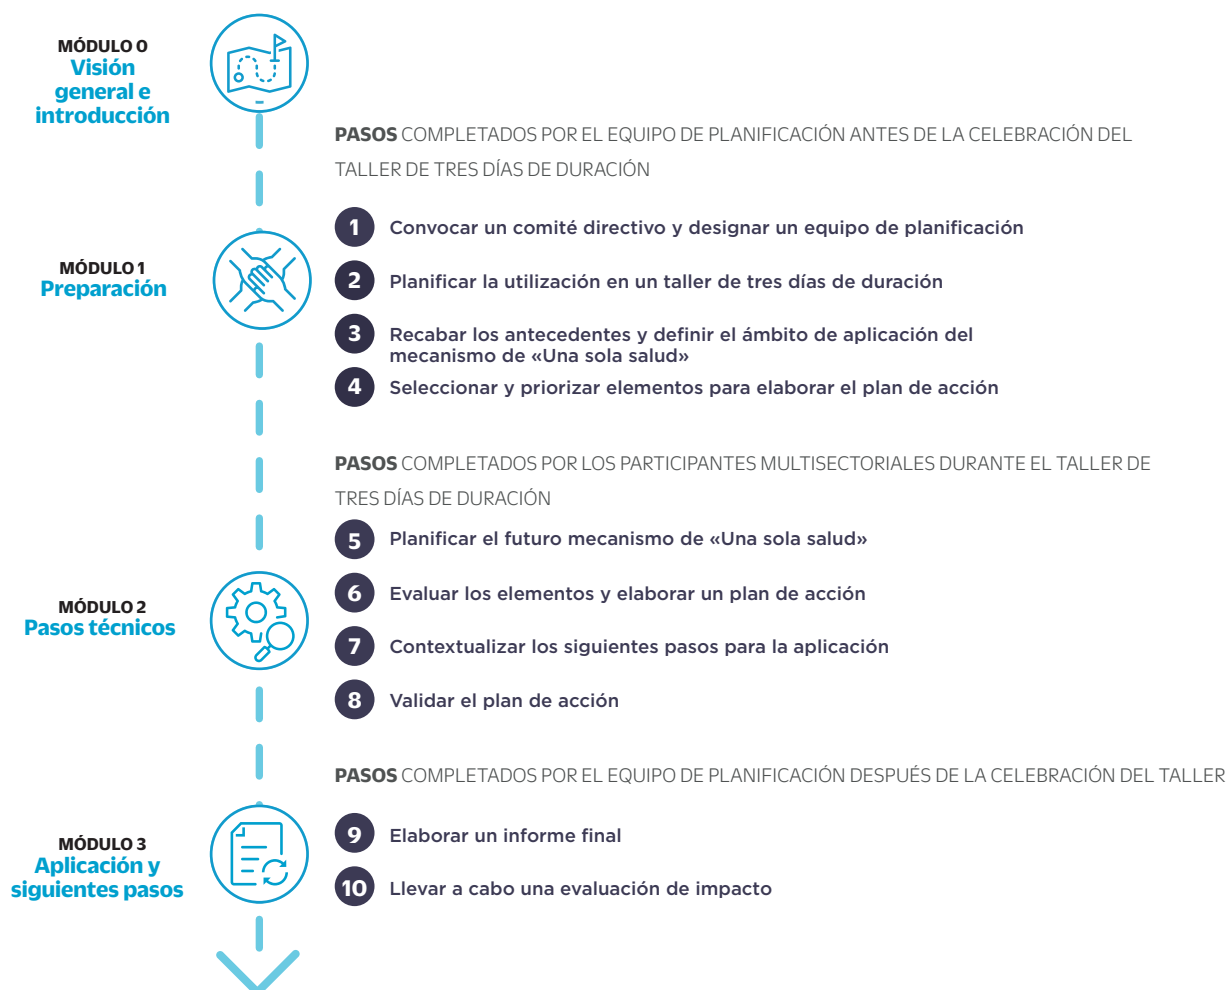 MÓDULO 0
Visión
general e
introducción
PASOS COMPLETADOS POR EL EQUIPO DE PLANIFICACIÓN ANTES DE LA CELEBRACIÓN DEL
TALLER DE TRES DÍAS DE DURACIÓN
MÓDULO 1
Preparación
1 Convocar un comité directivo y designar un equipo de planificación
2 Planificar la utilización en un taller de tres días de duración
3 Recabar los antecedentes y definir el ámbito de aplicación del
mecanismo de «Una sola salud»
4 Seleccionar y priorizar elementos para elaborar el plan de acción
PASOS COMPLETADOS POR LOS PARTICIPANTES MULTISECTORIALES DURANTE EL TALLER DE
TRES DÍAS DE DURACIÓN
MÓDULO 2
Pasos técnicos
5 Planificar el futuro mecanismo de «Una sola salud»
6 Evaluar los elementos y elaborar un plan de acción
7 Contextualizar los siguientes pasos para la aplicación
8 Validar el plan de acción
PASOS COMPLETADOS POR EL EQUIPO DE PLANIFICACIÓN DESPUÉS DE LA CELEBRACIÓN DEL TALLER
MÓDULO 3
Aplicación y
siguientes pasos
9 Elaborar un informe final
10 Llevar a cabo una evaluación de impacto